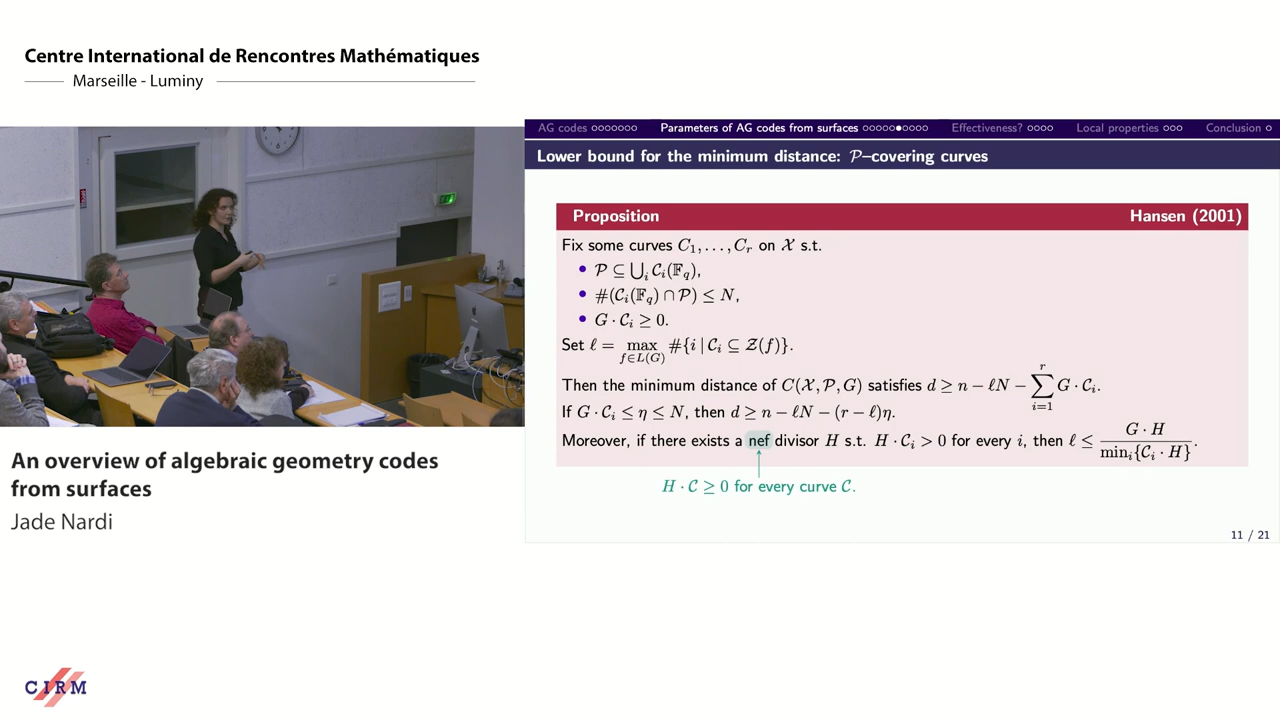 Centre International de Rencontres Mathématiques
Marseille - Luminy
AG codes Parameters of AG codes from surfaces Effectiveness? Local properties Conclusion
Lower bound for the minimum distance: 𝒫–covering curves
Proposition Hansen (2001)
Fix some curves C₁, . . . , Cᵣ on 𝒳 s.t.
• 𝒫 ⊆ ⋃ᵢ 𝒞ᵢ(𝔽_q),
• #(𝒞ᵢ(𝔽_q) ∩ 𝒫) ≤ N,
• G · 𝒞ᵢ ≥ 0.
Set ℓ = max_{f∈L(G)} #{i | 𝒞ᵢ ⊆ 𝒵(f)}.
Then the minimum distance of C(𝒳, 𝒫, G) satisfies d ≥ n − ℓN − ∑_{i=1}^{r} G · 𝒞ᵢ.
If G · 𝒞ᵢ ≤ η ≤ N, then d ≥ n − ℓN − (r − ℓ)η.
Moreover, if there exists a nef divisor H s.t. H · 𝒞ᵢ > 0 for every i, then ℓ ≤ G · H / minᵢ{𝒞ᵢ · H}.
H · 𝒞 ≥ 0 for every curve 𝒞.
11 / 21
An overview of algebraic geometry codes
from surfaces
Jade Nardi
CIRM